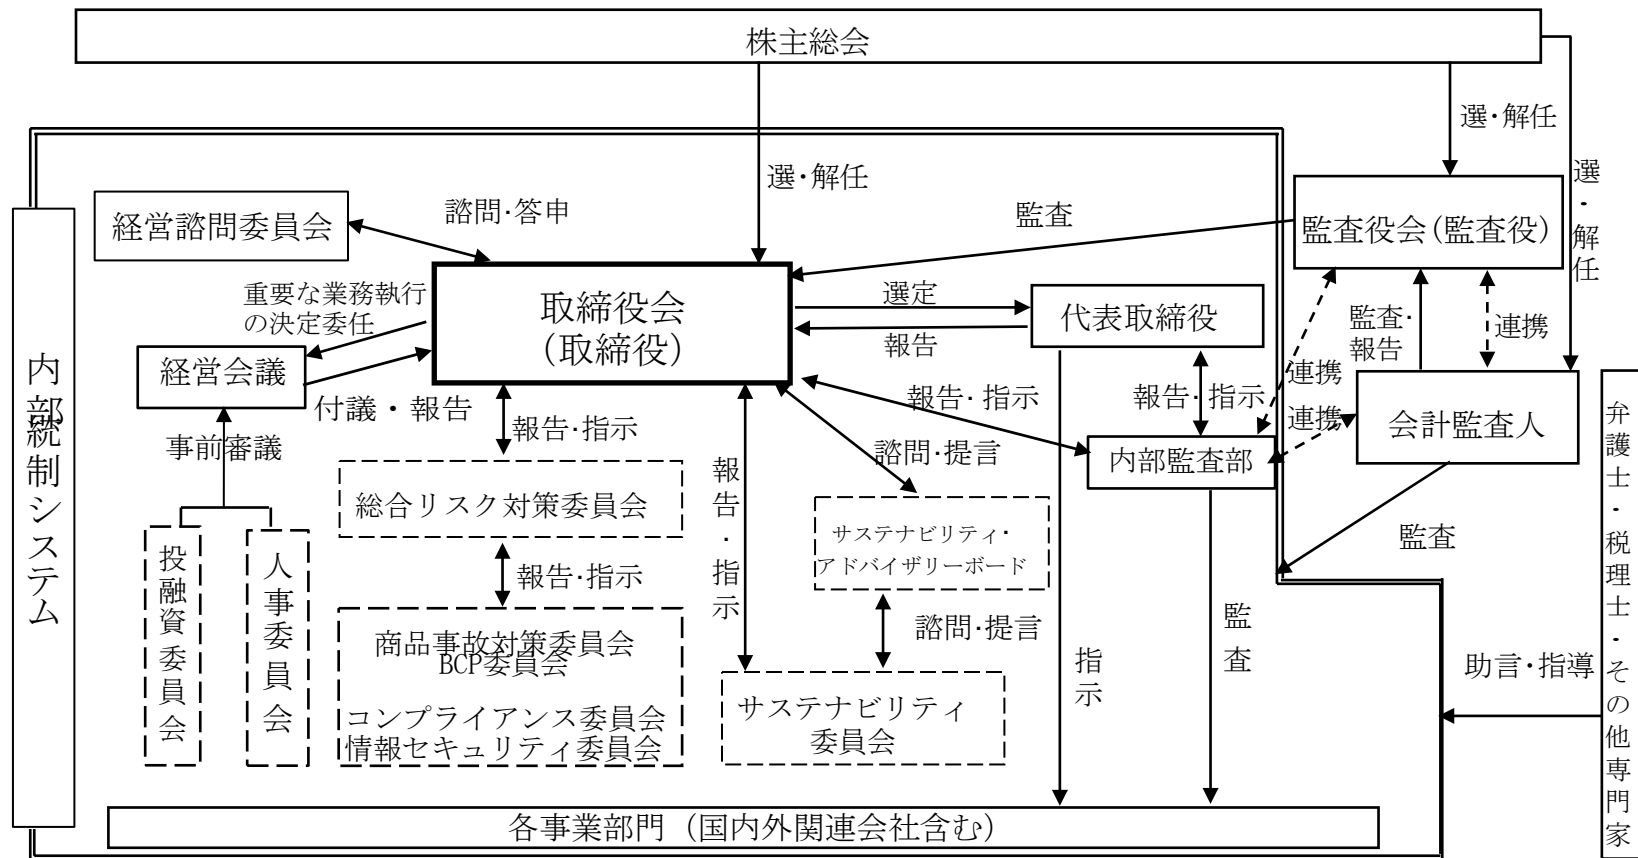 株主総会
選・解任
選・解任
選・解任
経営諮問委員会
諮問・答申
監査
監査役会(監査役)
重要な業務執行
の決定委任
取締役会
(取締役)
選定
報告
代表取締役
監査・
報告
連携
経営会議
付議・報告
事前審議
報告・指示
報告・指示
報告・指示
連携
連携
会計監査人
内部監査部
諮問・提言
報告・指示
総合リスク対策委員会
サステナビリティ・
アドバイザリーボード
監査
投融資委員会
人事委員会
報告・指示
諮問・提言
商品事故対策委員会
BCP委員会
コンプライアンス委員会
情報セキュリティ委員会
サステナビリティ
委員会
指示
監査
助言・指導
弁護士・税理士・その他専門家
内部統制システム
各事業部門（国内外関連会社含む）